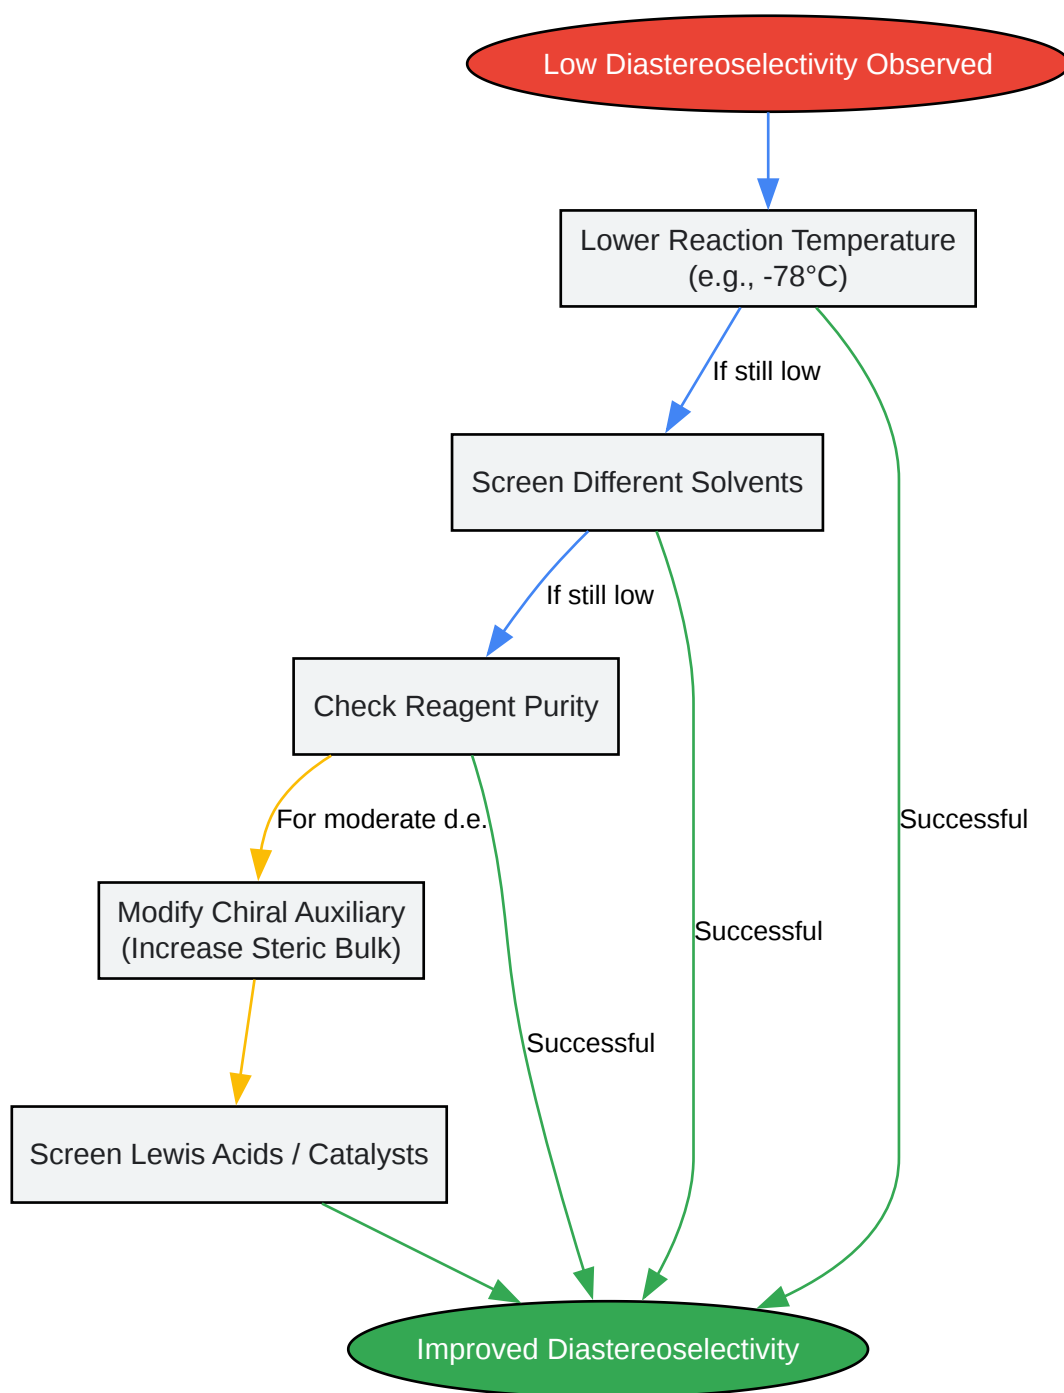 Low Diastereoselectivity Observed
Lower Reaction Temperature
(e.g., -78°C)
If still low
Screen Different Solvents
If still low
Check Reagent Purity
For moderate d.e.
Successful
Modify Chiral Auxiliary
(Increase Steric Bulk)
Successful
Successful
Screen Lewis Acids / Catalysts
Improved Diastereoselectivity